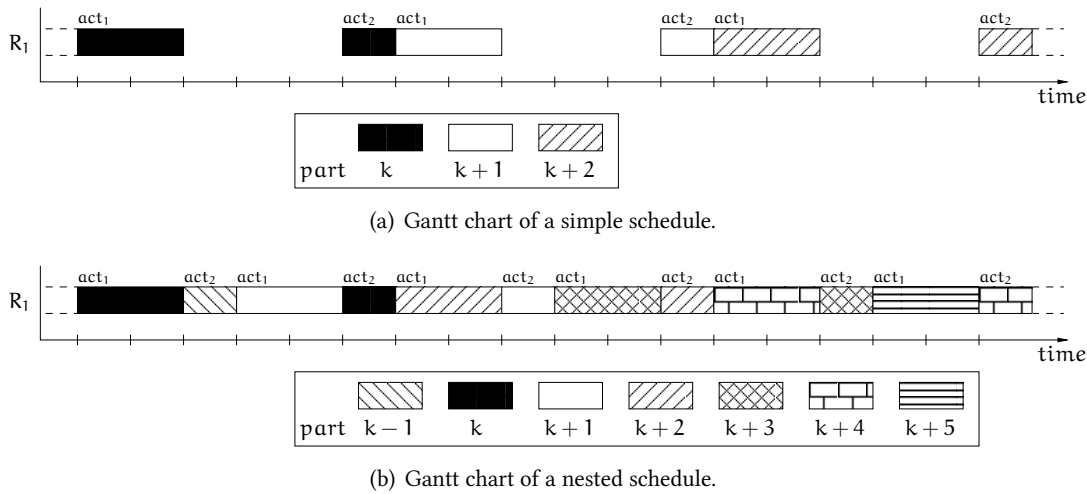 act₁ act₂ act₁ act₂ act₁ act₂
R₁
time
part k k + 1 k + 2
(a) Gantt chart of a simple schedule.
act₁ act₂ act₁ act₂ act₁ act₂ act₁ act₂ act₁ act₂ act₁ act₂
R₁
time
part k − 1 k k + 1 k + 2 k + 3 k + 4 k + 5
(b) Gantt chart of a nested schedule.